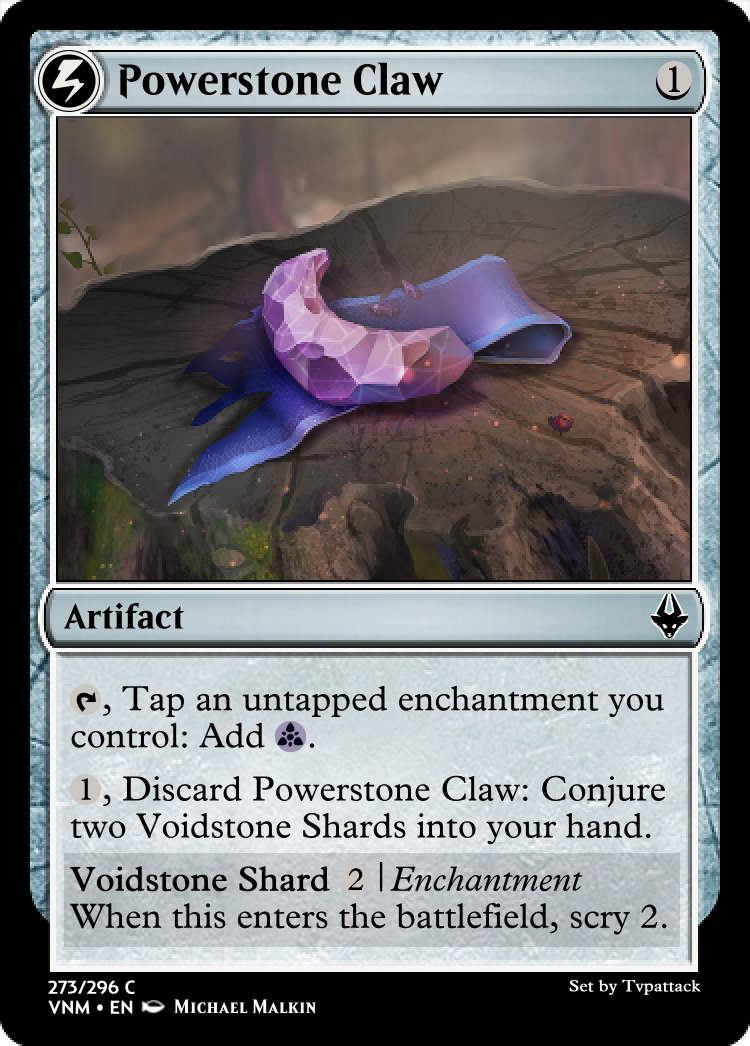 Powerstone Claw 1
Artifact
, Tap an untapped enchantment you
control: Add .
1, Discard Powerstone Claw: Conjure
two Voidstone Shards into your hand.
Voidstone Shard 2 | Enchantment
When this enters the battlefield, scry 2.
273/296 C
Set by Tvpattack
VNM • EN Michael Malkin